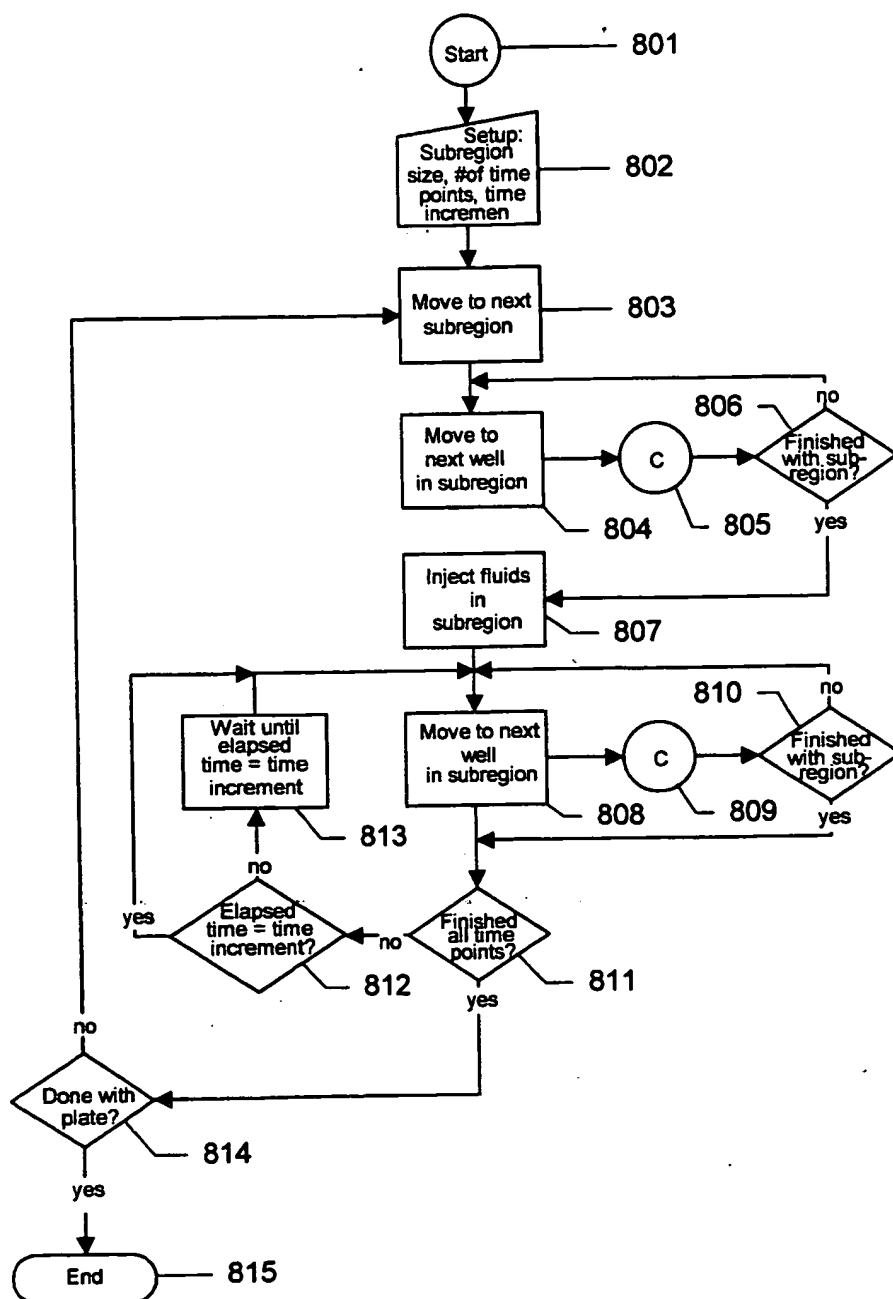 Start
801
Setup:
Subregion
size, #of time
points, time
incremen
802
Move to next
subregion
803
no
806
Move to
next well
in subregion
C
Finished
with sub-
region?
804
805
yes
Inject fluids
in
subregion
807
810
no
Wait until
elapsed
time = time
increment
Move to next
well
in subregion
C
Finished
with sub-
region?
813
808
809
yes
no
yes
Elapsed
time = time
increment?
no
Finished
all time
points?
812
811
yes
no
Done with
plate?
814
yes
End
815